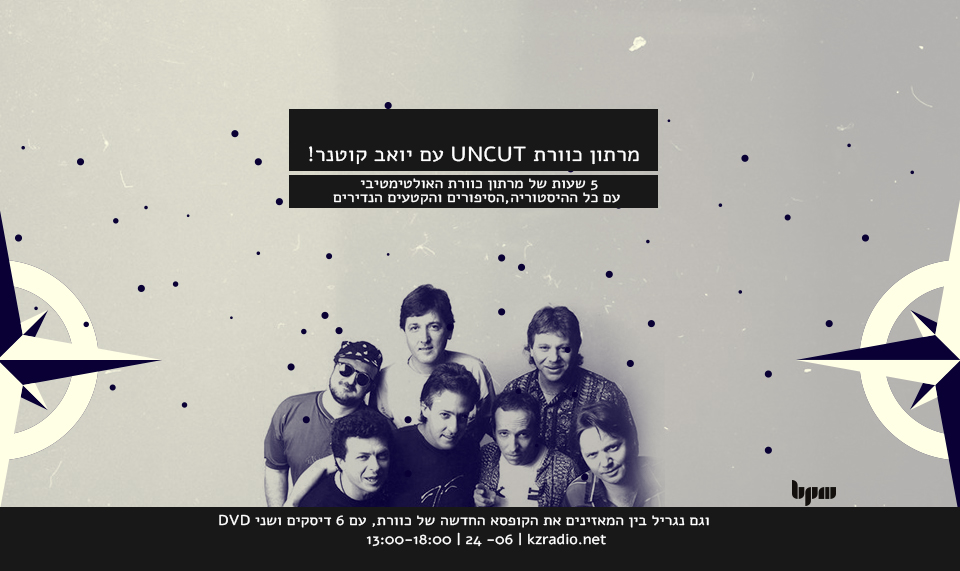 מרתון כוורת UNCUT עם יואב קוטנר!
5 שעות של מרתון כוורת האולטימטיבי
עם כל ההיסטוריה,הסיפורים והקטעים הנדירים
bpm
וגם נגריל בין המאזינים את הקופסא החדשה של כוורת, עם 6 דיסקים ושני DVD
13:00-18:00 | 24 -06 | kzradio.net